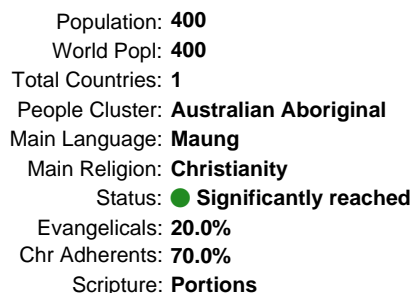 Population: 400
World Popl: 400
Total Countries: 1
People Cluster: Australian Aboriginal
Main Language: Maung
Main Religion: Christianity
Status: Significantly reached
Evangelicals: 20.0%
Chr Adherents: 70.0%
Scripture: Portions